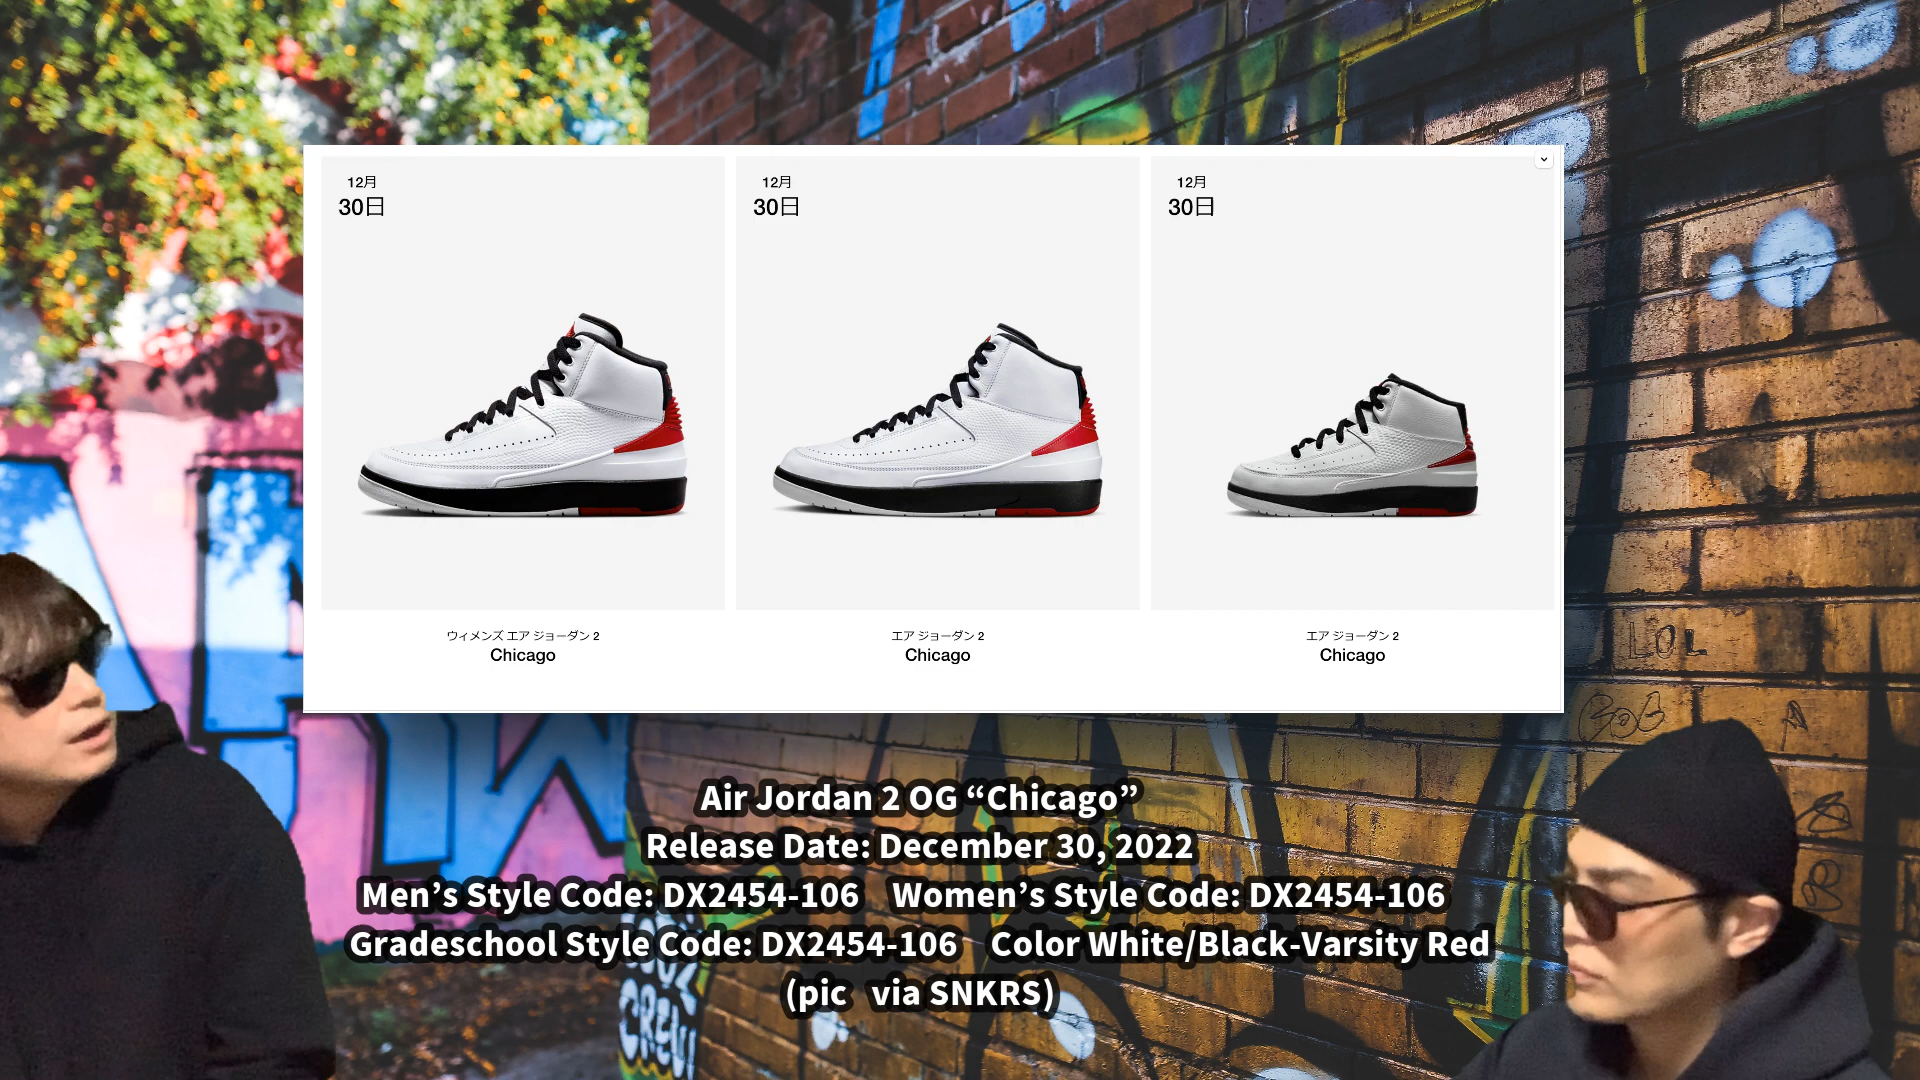 12月
30日
12月
30日
12月
30日
ウィメンズ エア ジョーダン 2
Chicago
エア ジョーダン 2
Chicago
エア ジョーダン 2
Chicago
LOL
BOB
A
Air Jordan 2 OG “Chicago”
Release Date: December 30, 2022
Men’s Style Code: DX2454-106 Women’s Style Code: DX2454-106
Gradeschool Style Code: DX2454-106 Color White/Black-Varsity Red
(pic via SNKRS)
CREW